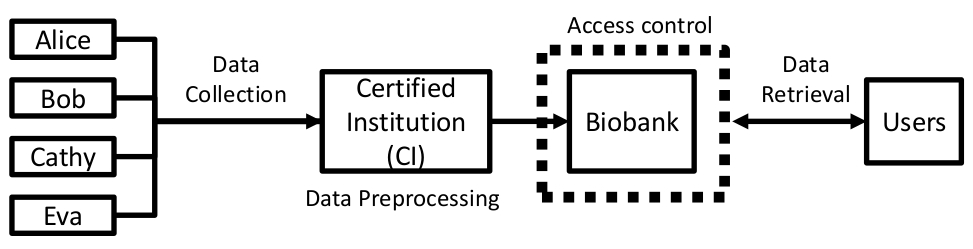 Alice
Bob
Cathy
Eva
Data
Collection
Certified
Institution
(CI)
Data Preprocessing
Access control
Biobank
Data
Retrieval
Users